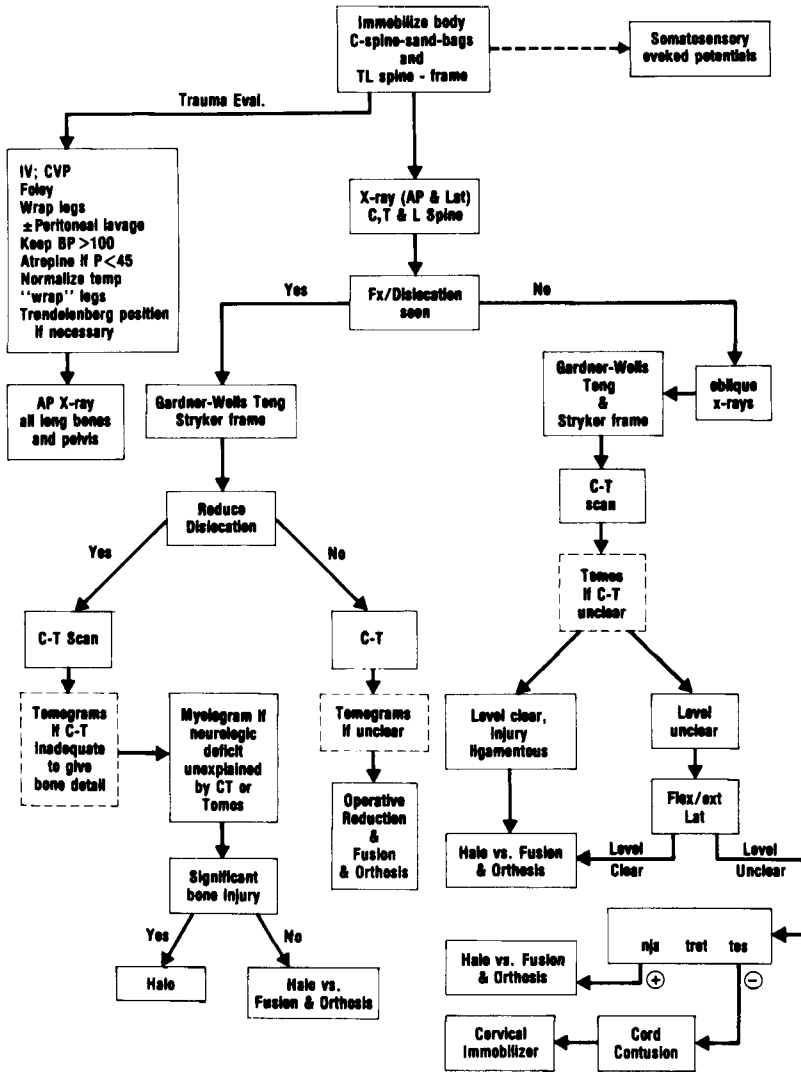 Immobilize body
C-spine-sand-bags
and
TL spine - frame
Somatosensory
evoked potentials
Trauma Eval.
IV; CVP
Foley
Wrap legs
±Peritoneal lavage
Keep BP >100
Atropine if P<45
Normalize temp
"wrap" legs
Trendelenberg position
if necessary
X-ray (AP & Lat)
C,T & L Spine
Yes
Fx/Dislocation
seen
No
AP X-ray
all long bones
and pelvis
Gardner-Wells Tong
Stryker frame
Gardner-Wells
Tong
&
Stryker frame
oblique
x-rays
C-T
scan
Reduce
Dislocation
Yes
No
Tomos
if C-T
unclear
C-T Scan
C-T
Tomograms
if C-T
inadequate
to give
bone detail
Myelogram if
neurologic
deficit
unexplained
by CT or
Tomos
Tomograms
if unclear
Level clear,
injury
ligamentous
Level
unclear
Operative
Reduction
&
Fusion
& Orthosis
Flex/ext
Lat
Halo vs. Fusion
& Orthosis
Level
Clear
Level
Unclear
Significant
bone injury
Yes
No
nja tret tes
Halo
Halo vs.
Fusion & Orthosis
Halo vs. Fusion
& Orthosis
+
−
Cervical
Immobilizer
Cord
Contusion